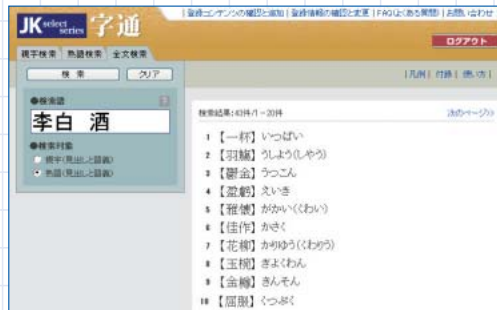 JK select series 字通
登録コンテンツの確認と追加 | 登録情報の確認と変更 | FAQ(よくある質問) | お問い合わせ
ログアウト
親字検索 熟語検索 全文検索
検索 クリア
| 凡例 | 付録 | 使い方 |
●検索語
李白 酒
●検索対象
親字(見出しと語義)
熟語(見出しと語義)
検索結果:43件/1-20件 次のページ>>
1 【一杯】いっぱい
2 【羽觴】うしよう(しやう)
3 【鬱金】うつこん
4 【盈觴】えいき
5 【雅懐】がかい(くわい)
6 【佳作】かさく
7 【花柳】かりゆう(くわりう)
8 【玉椀】ぎよくわん
9 【金樽】きんそん
10 【屈服】くつぷく